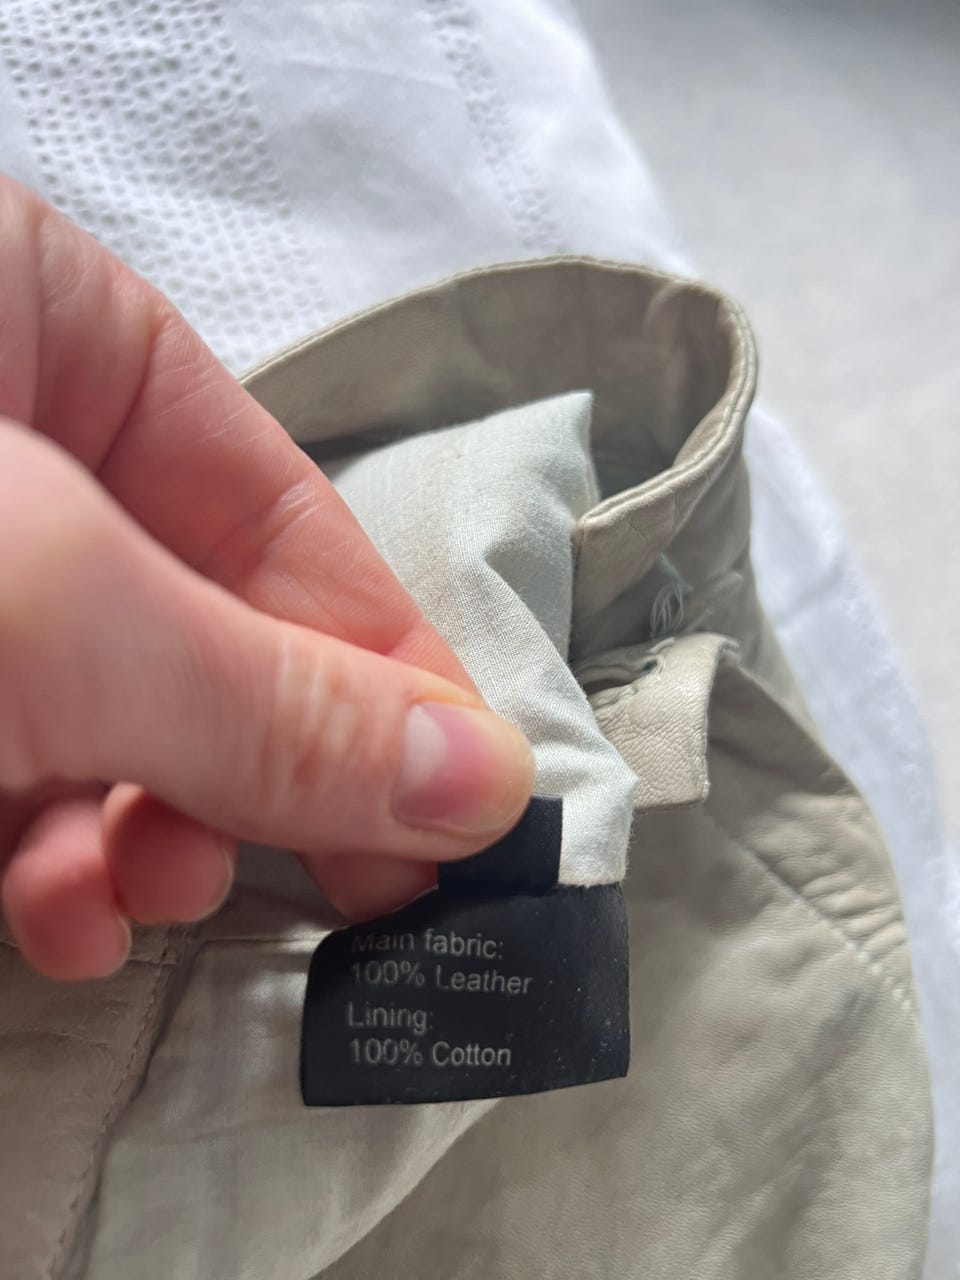 Main fabric:
100% Leather
Lining:
100% Cotton